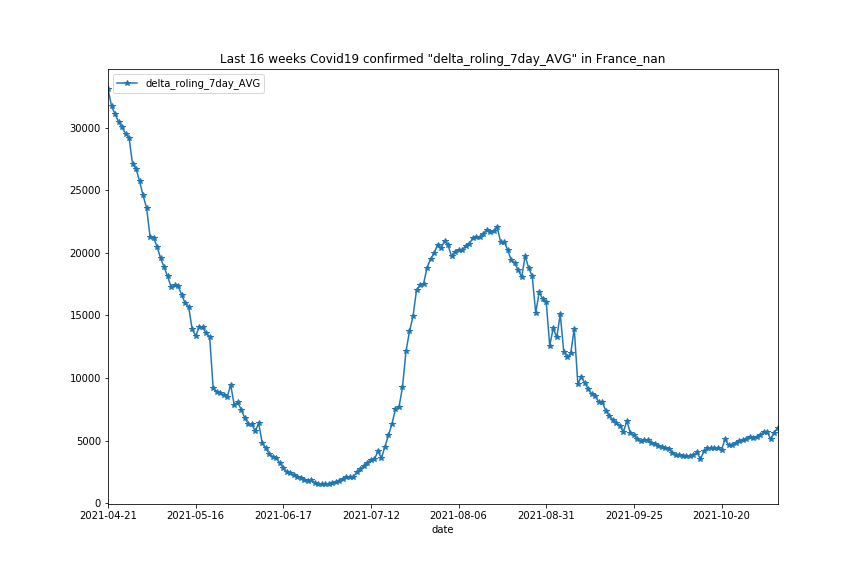 Last 16 weeks Covid19 confirmed "delta_roling_7day_AVG" in France_nan
delta_roling_7day_AVG
30000
25000
20000
15000
10000
5000
0
2021-04-21 2021-05-16 2021-06-17 2021-07-12 2021-08-06 2021-08-31 2021-09-25 2021-10-20
date